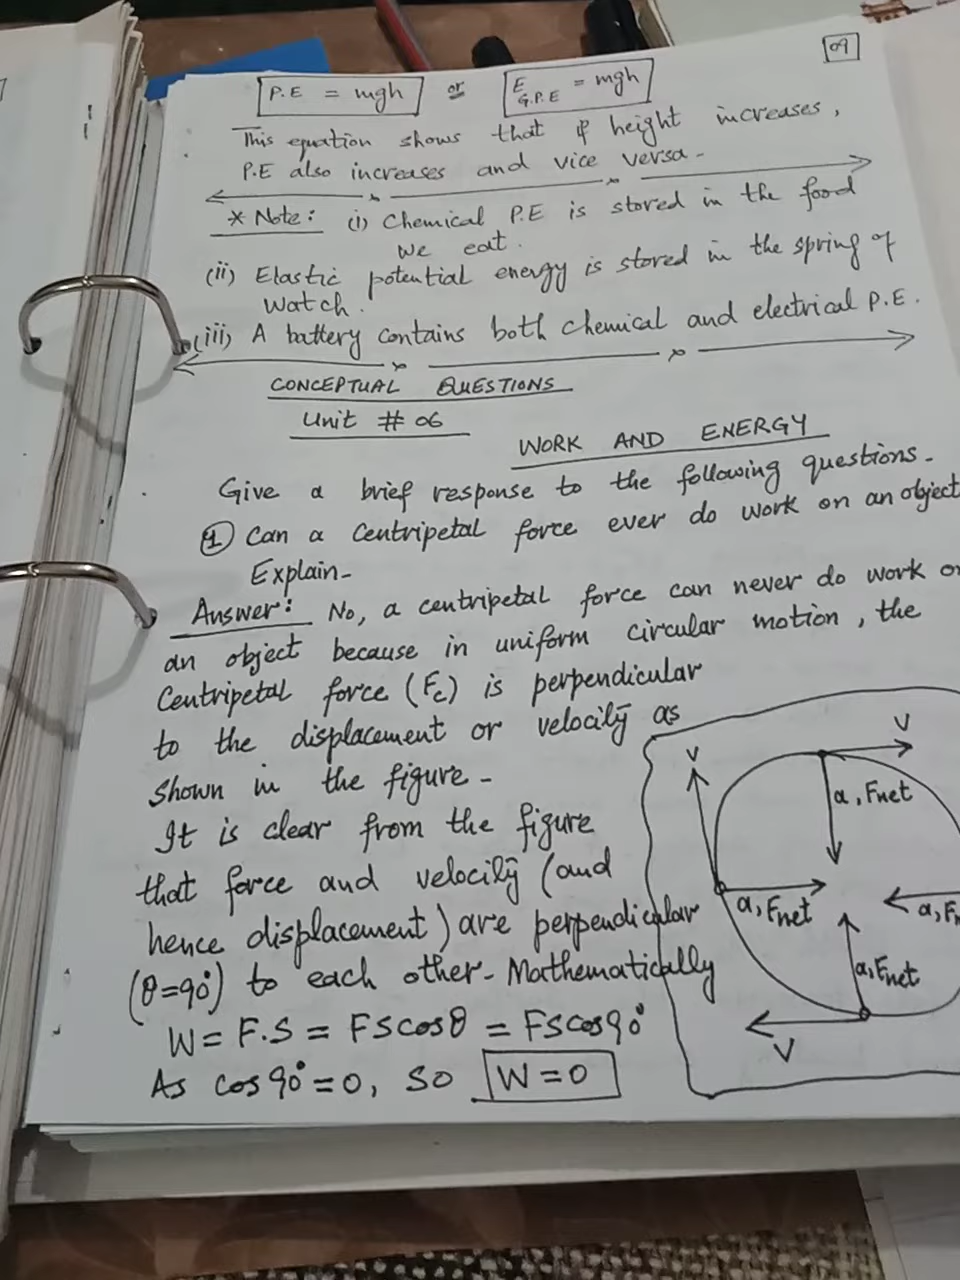 09
P.E = mgh or E G.P.E = mgh
This equation shows that if height increases,
P.E also increases and vice versa-
* Note: (i) Chemical P.E is stored in the food
we eat.
(ii) Elastic potential energy is stored in the spring of
Watch.
(iii) A battery contains both chemical and electrical P.E.
CONCEPTUAL QUESTIONS
Unit # 06
WORK AND ENERGY
Give a brief response to the following questions-
1 Can a Centripetal force ever do work on an object
Explain-
Answer: No, a centripetal force can never do work on
an object because in uniform circular motion, the
Centripetal force (Fc) is perpendicular
to the displacement or velocity as
shown in the figure-
It is clear from the figure
that force and velocity (and
hence displacement) are perpendicular
(θ=90°) to each other- Mathematically
W = F.S = FScosθ = FScos90°
As cos90°=0, so W=0
V
V
a, Fnet
a, Fnet
a, F
a, Fnet
V